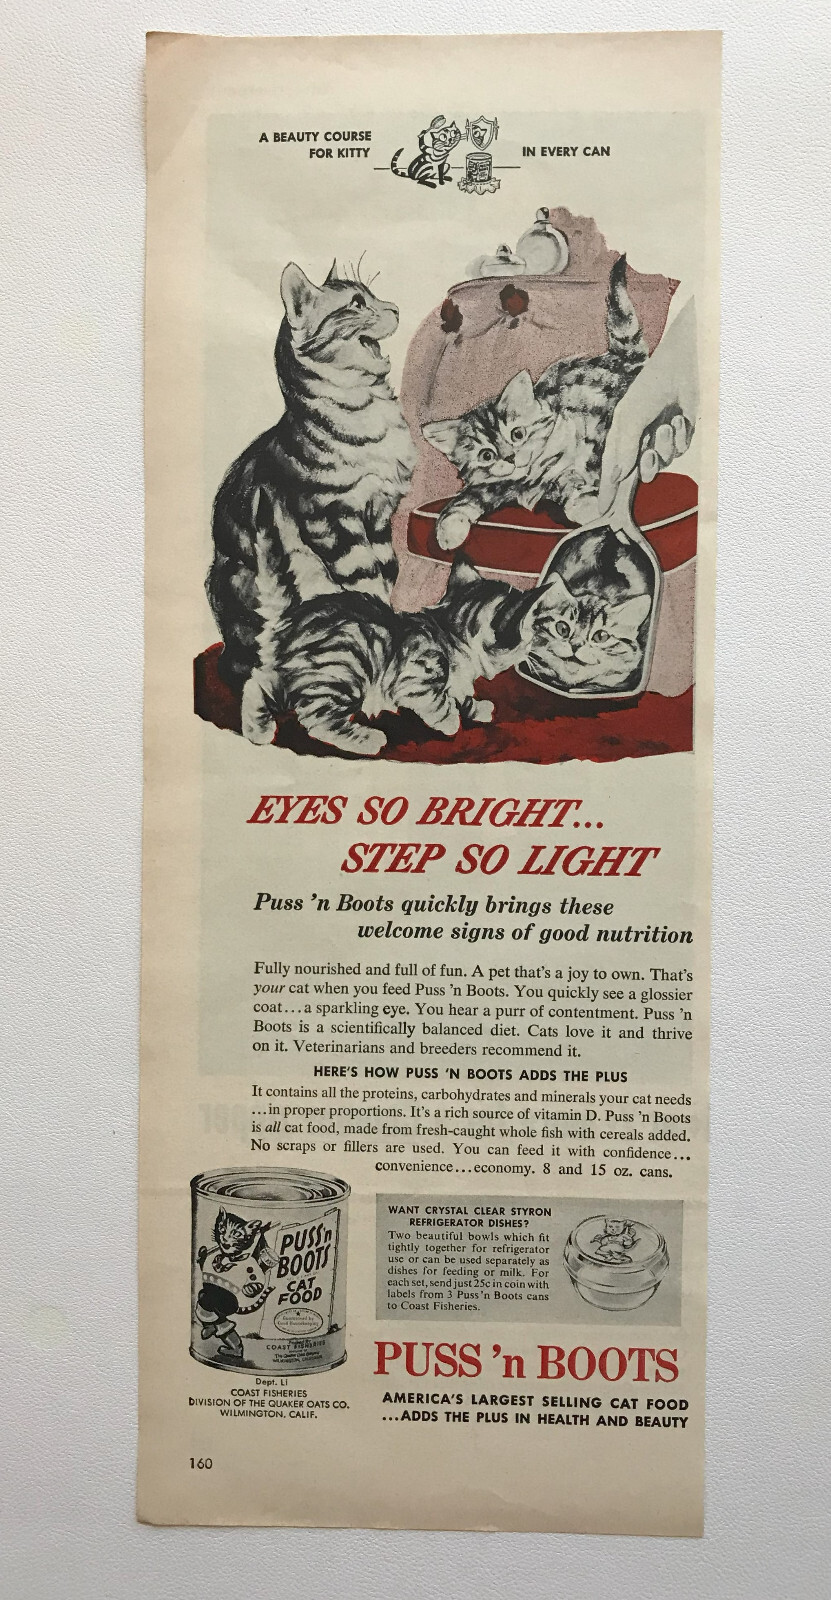 A BEAUTY COURSE
FOR KITTY
IN EVERY CAN
EYES SO BRIGHT...
STEP SO LIGHT
Puss 'n Boots quickly brings these
welcome signs of good nutrition
Fully nourished and full of fun. A pet that's a joy to own. That's
your cat when you feed Puss 'n Boots. You quickly see a glossier
coat...a sparkling eye. You hear a purr of contentment. Puss 'n
Boots is a scientifically balanced diet. Cats love it and thrive
on it. Veterinarians and breeders recommend it.
HERE'S HOW PUSS 'N BOOTS ADDS THE PLUS
It contains all the proteins, carbohydrates and minerals your cat needs
...in proper proportions. It's a rich source of vitamin D. Puss 'n Boots
is all cat food, made from fresh-caught whole fish with cereals added.
No scraps or fillers are used. You can feed it with confidence...
convenience...economy. 8 and 15 oz. cans.
PUSS'n
BOOTS
CAT
FOOD
COAST FISHERIES
WILMINGTON, CALIFORNIA
WANT CRYSTAL CLEAR STYRON
REFRIGERATOR DISHES?
Two beautiful bowls which fit
tightly together for refrigerator
use or can be used separately as
dishes for feeding or milk. For
each set, send just 25c in coin with
labels from 3 Puss'n Boots cans
to Coast Fisheries.
Dept. LI
COAST FISHERIES
DIVISION OF THE QUAKER OATS CO.
WILMINGTON, CALIF.
PUSS 'n BOOTS
AMERICA'S LARGEST SELLING CAT FOOD
...ADDS THE PLUS IN HEALTH AND BEAUTY
160